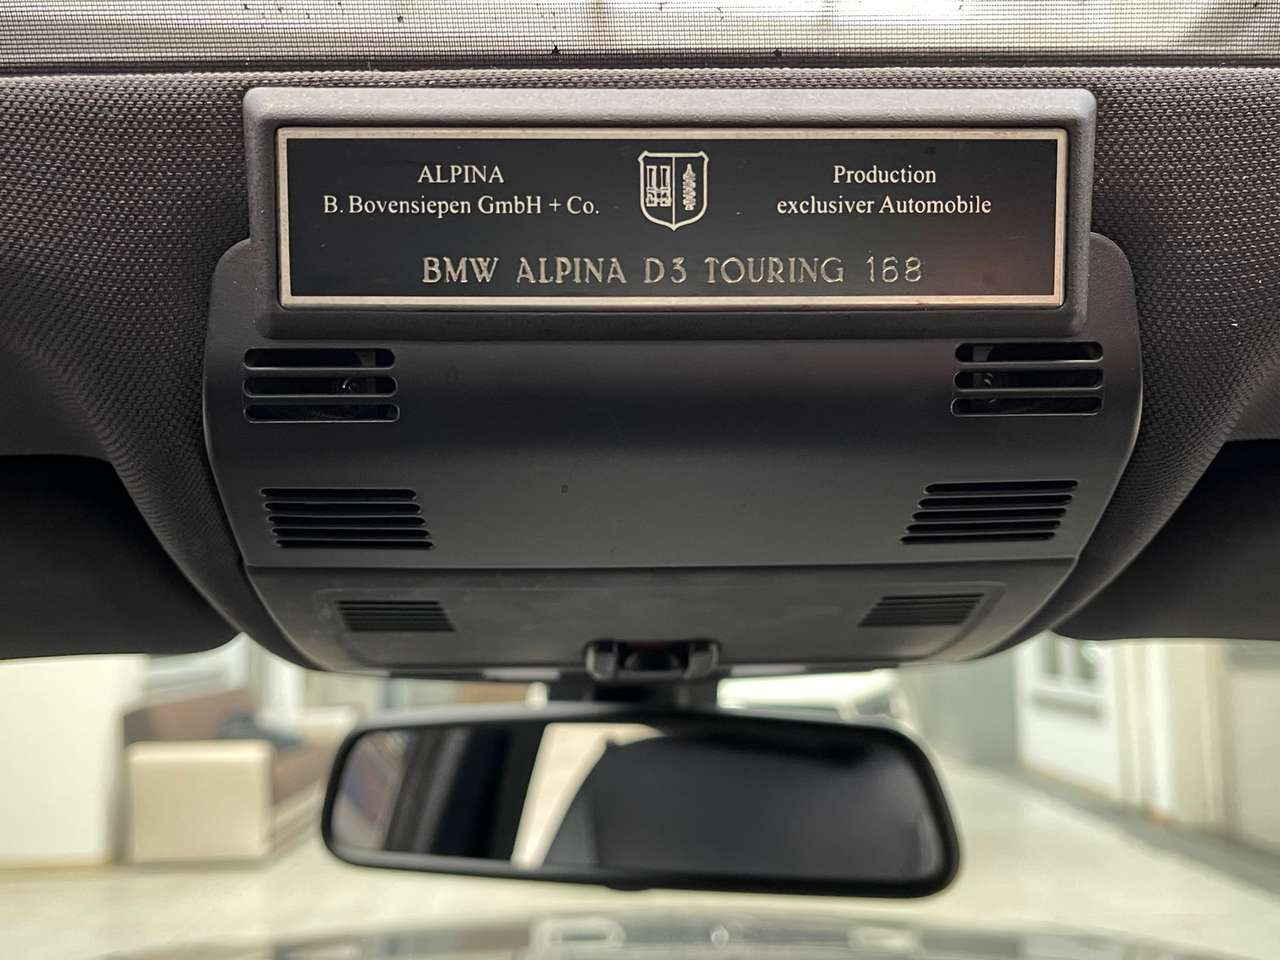 ALPINA
B. Bovensiepen GmbH + Co.
Production
exclusiver Automobile
BMW ALPINA D3 TOURING 168